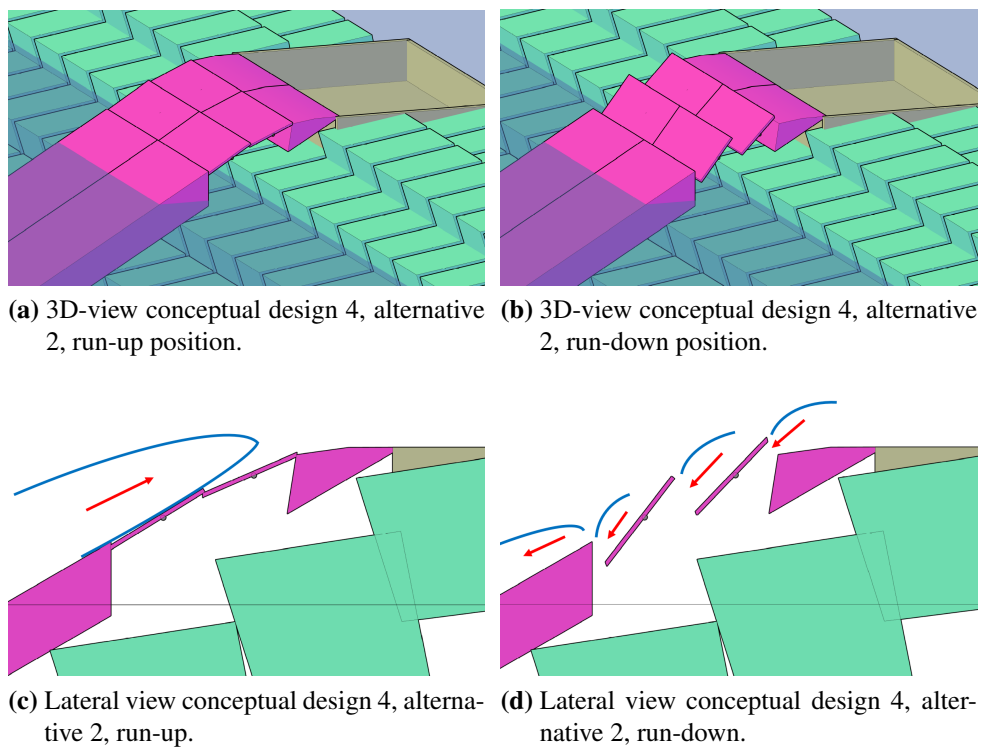 (a) 3D-view conceptual design 4, alternative
2, run-up position.
(b) 3D-view conceptual design 4, alternative
2, run-down position.
(c) Lateral view conceptual design 4, alterna-
tive 2, run-up.
(d) Lateral view conceptual design 4, alter-
native 2, run-down.